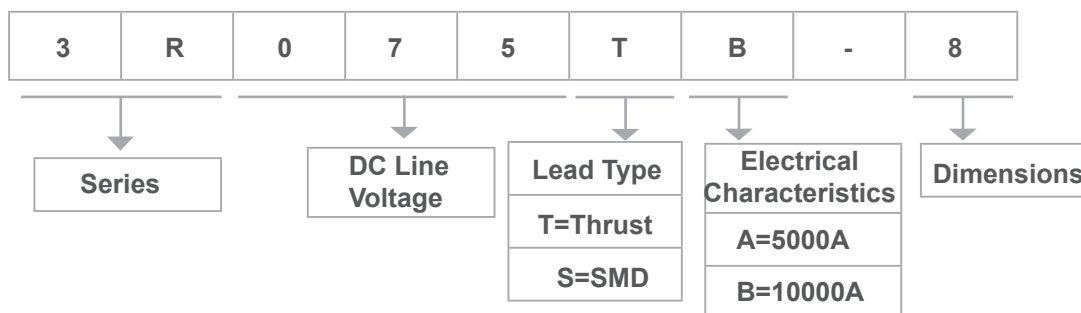 3 R 0 7 5 T B - 8
Series
DC Line
Voltage
Lead Type
T=Thrust
S=SMD
Electrical
Characteristics
A=5000A
B=10000A
Dimensions